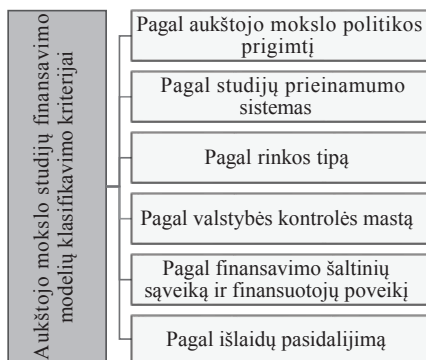 Aukštojo mokslo studijų finansavimo
modelių klasifikavimo kriterijai
Pagal aukštojo mokslo politikos
prigimtį
Pagal studijų prieinamumo
sistemas
Pagal rinkos tipą
Pagal valstybės kontrolės mastą
Pagal finansavimo šaltinių
sąveiką ir finansuotojų poveikį
Pagal išlaidų pasidalijimą